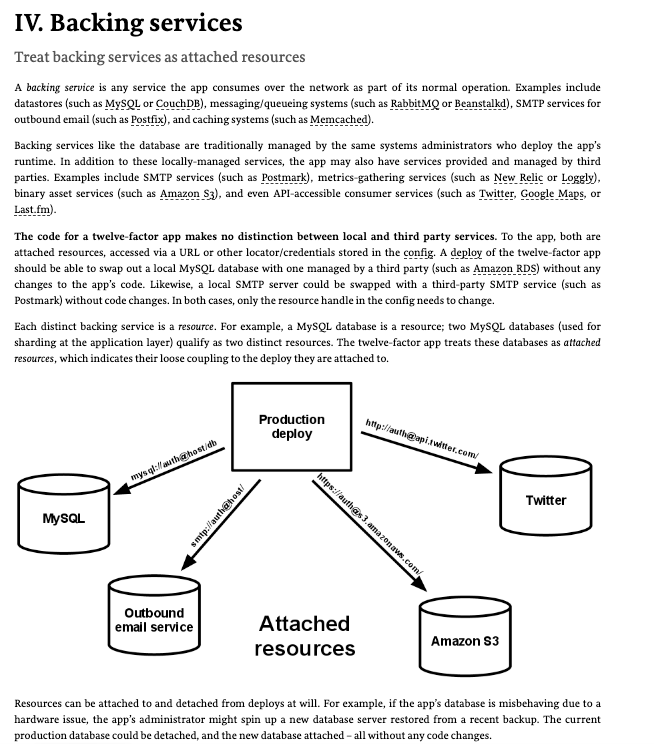 IV. Backing services
Treat backing services as attached resources
A backing service is any service the app consumes over the network as part of its normal operation. Examples include
datastores (such as MySQL or CouchDB), messaging/queueing systems (such as RabbitMQ or Beanstalkd), SMTP services for
outbound email (such as Postfix), and caching systems (such as Memcached).
Backing services like the database are traditionally managed by the same systems administrators who deploy the app's
runtime. In addition to these locally-managed services, the app may also have services provided and managed by third
parties. Examples include SMTP services (such as Postmark), metrics-gathering services (such as New Relic or Loggly),
binary asset services (such as Amazon S3), and even API-accessible consumer services (such as Twitter, Google Maps, or
Last.fm).
The code for a twelve-factor app makes no distinction between local and third party services. To the app, both are
attached resources, accessed via a URL or other locator/credentials stored in the config. A deploy of the twelve-factor app
should be able to swap out a local MySQL database with one managed by a third party (such as Amazon RDS) without any
changes to the app's code. Likewise, a local SMTP server could be swapped with a third-party SMTP service (such as
Postmark) without code changes. In both cases, only the resource handle in the config needs to change.
Each distinct backing service is a resource. For example, a MySQL database is a resource; two MySQL databases (used for
sharding at the application layer) qualify as two distinct resources. The twelve-factor app treats these databases as attached
resources, which indicates their loose coupling to the deploy they are attached to.
Production
deploy
mysql://auth@host/db
http://auth@api.twitter.com/
smtp://auth@host/
https://auth@s3.amazonaws.com/
MySQL
Twitter
Outbound
email service
Attached
resources
Amazon S3
Resources can be attached to and detached from deploys at will. For example, if the app's database is misbehaving due to a
hardware issue, the app's administrator might spin up a new database server restored from a recent backup. The current
production database could be detached, and the new database attached – all without any code changes.